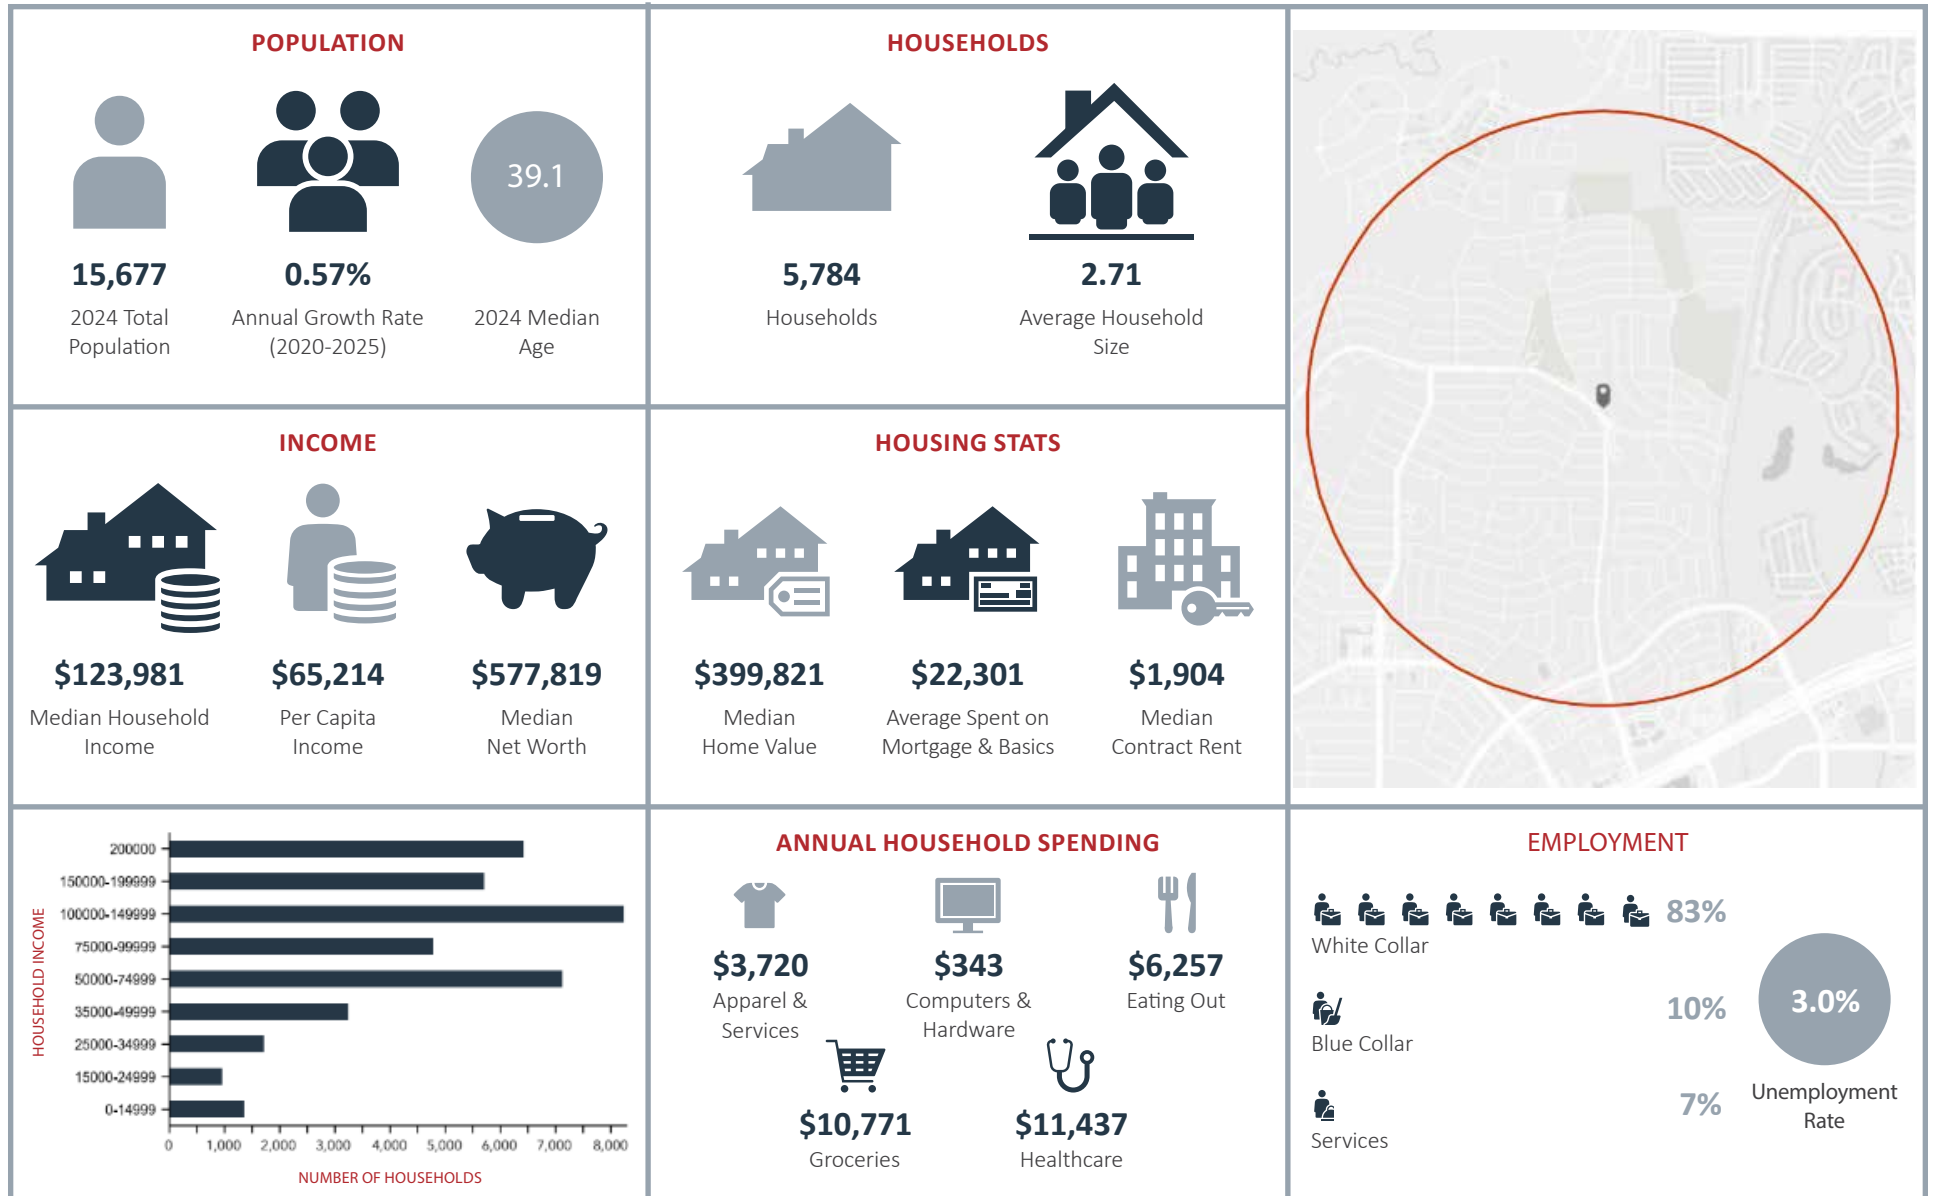 POPULATION
39.1
15,677
2024 Total
Population
0.57%
Annual Growth Rate
(2020-2025)
2024 Median
Age
HOUSEHOLDS
5,784
Households
2.71
Average Household
Size
INCOME
$123,981
Median Household
Income
$65,214
Per Capita
Income
$577,819
Median
Net Worth
HOUSING STATS
$399,821
Median
Home Value
$22,301
Average Spent on
Mortgage & Basics
$1,904
Median
Contract Rent
HOUSEHOLD INCOME
200000
150000-199999
100000-149999
75000-99999
50000-74999
35000-49999
25000-34999
15000-24999
0-14999
0 1,000 2,000 3,000 4,000 5,000 6,000 7,000 8,000
NUMBER OF HOUSEHOLDS
ANNUAL HOUSEHOLD SPENDING
$3,720
Apparel &
Services
$343
Computers &
Hardware
$6,257
Eating Out
$10,771
Groceries
$11,437
Healthcare
EMPLOYMENT
83%
White Collar
10%
Blue Collar
7%
Services
3.0%
Unemployment
Rate